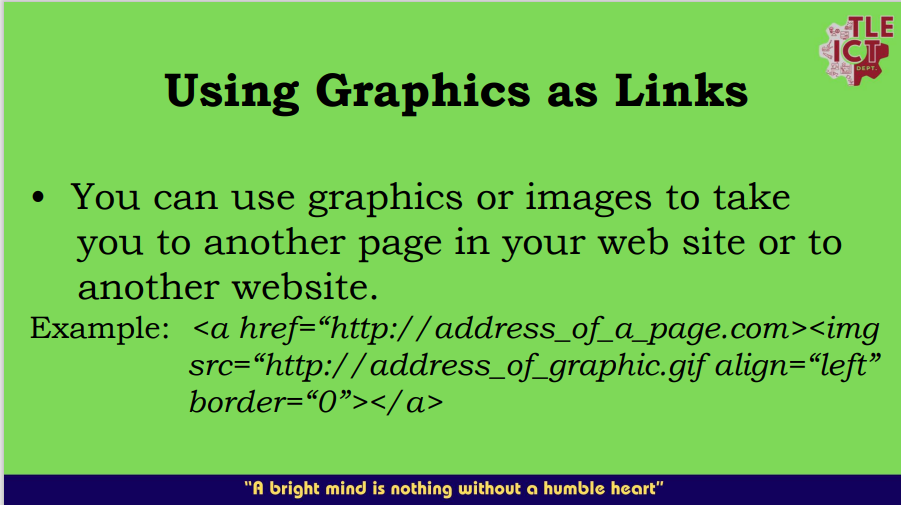 TLE
ICT
DEPT.
Using Graphics as Links
• You can use graphics or images to take
you to another page in your web site or to
another website.
Example: <a href=“http://address_of_a_page.com><img
src=“http://address_of_graphic.gif align=“left”
border=“0”></a>
"A bright mind is nothing without a humble heart"